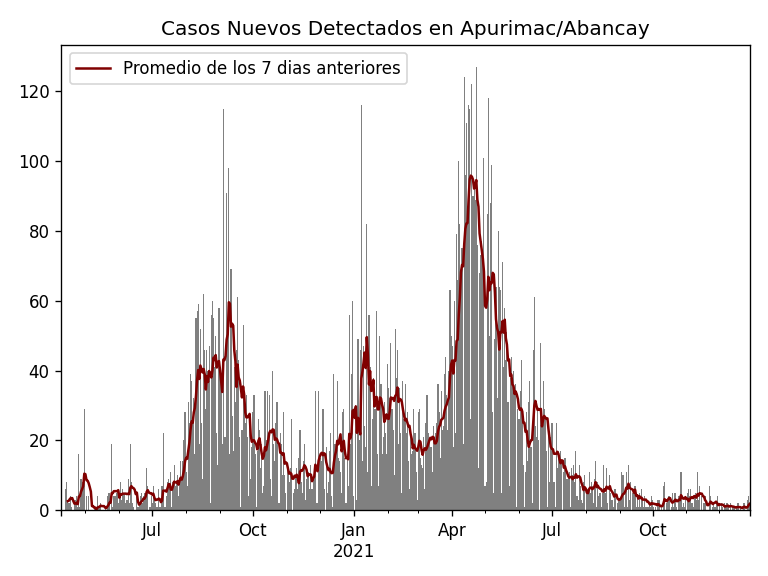 Casos Nuevos Detectados en Apurimac/Abancay
Promedio de los 7 dias anteriores
120
100
80
60
40
20
0
Jul
Oct
Jan
2021
Apr
Jul
Oct